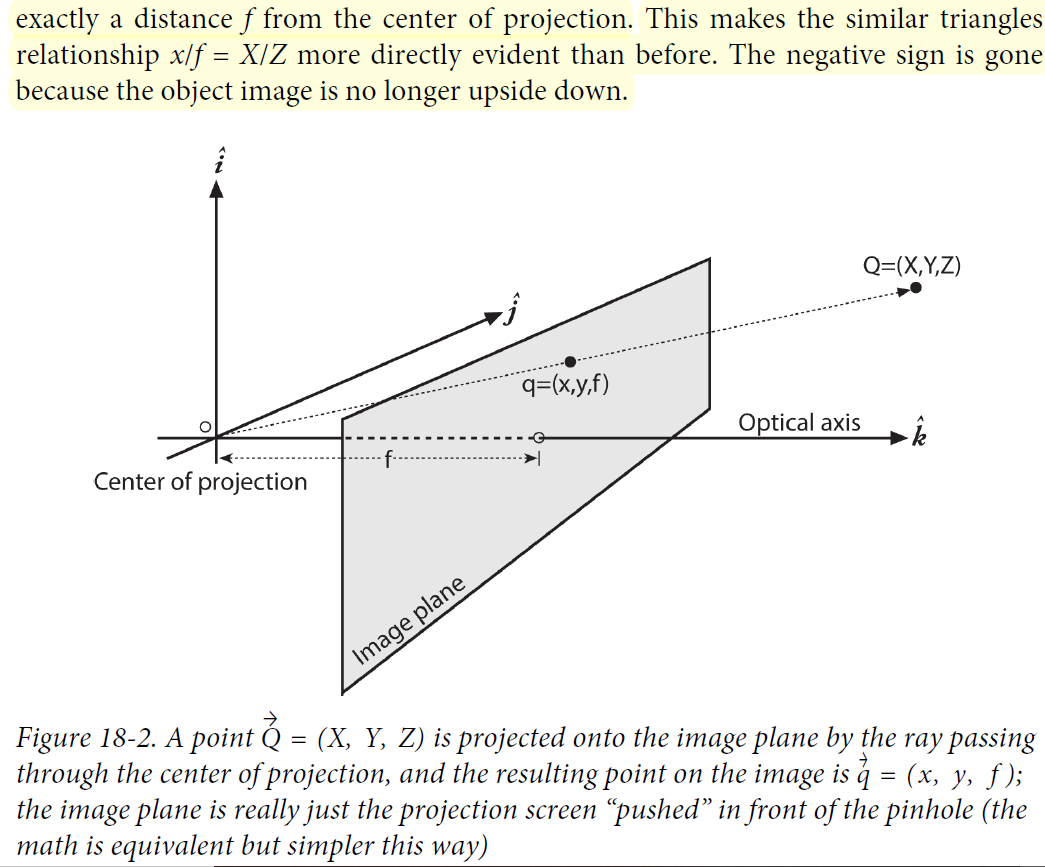 exactly a distance f from the center of projection. This makes the similar triangles
relationship x/f = X/Z more directly evident than before. The negative sign is gone
because the object image is no longer upside down.
î
Q=(X,Y,Z)
ĵ
q=(x,y,f)
O
Optical axis
k̂
f
Center of projection
Image plane
Figure 18-2. A point Q⃗ = (X, Y, Z) is projected onto the image plane by the ray passing
through the center of projection, and the resulting point on the image is q⃗ = (x, y, f);
the image plane is really just the projection screen “pushed” in front of the pinhole (the
math is equivalent but simpler this way)